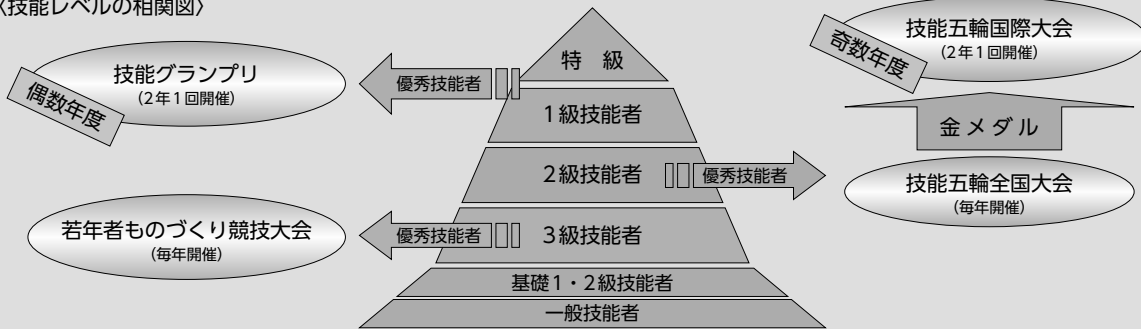 〈技能レベルの相関図〉
技能グランプリ
(2年1回開催)
偶数年度
優秀技能者
特 級
1級技能者
2級技能者
優秀技能者
3級技能者
優秀技能者
若年者ものづくり競技大会
(毎年開催)
基礎1・2級技能者
一般技能者
技能五輪国際大会
(2年1回開催)
奇数年度
金メダル
技能五輪全国大会
(毎年開催)